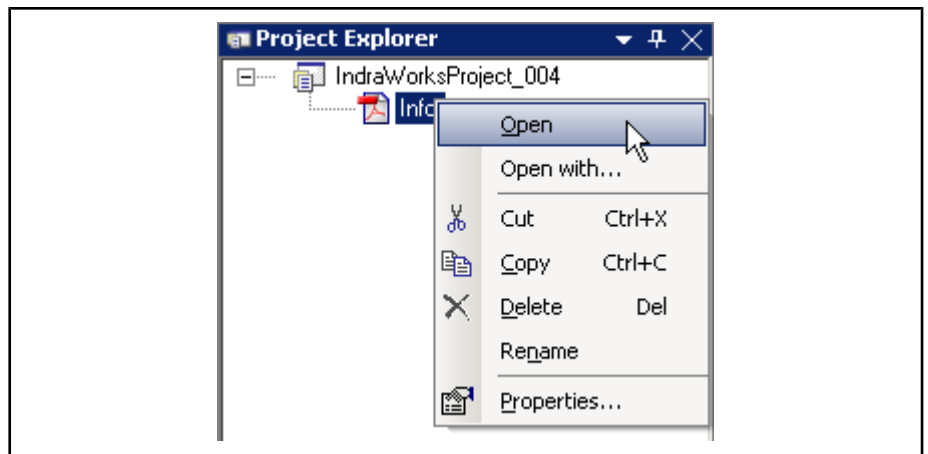 Project Explorer
IndraWorksProject_004
Info
Open
Open with...
Cut Ctrl+X
Copy Ctrl+C
Delete Del
Rename
Properties...